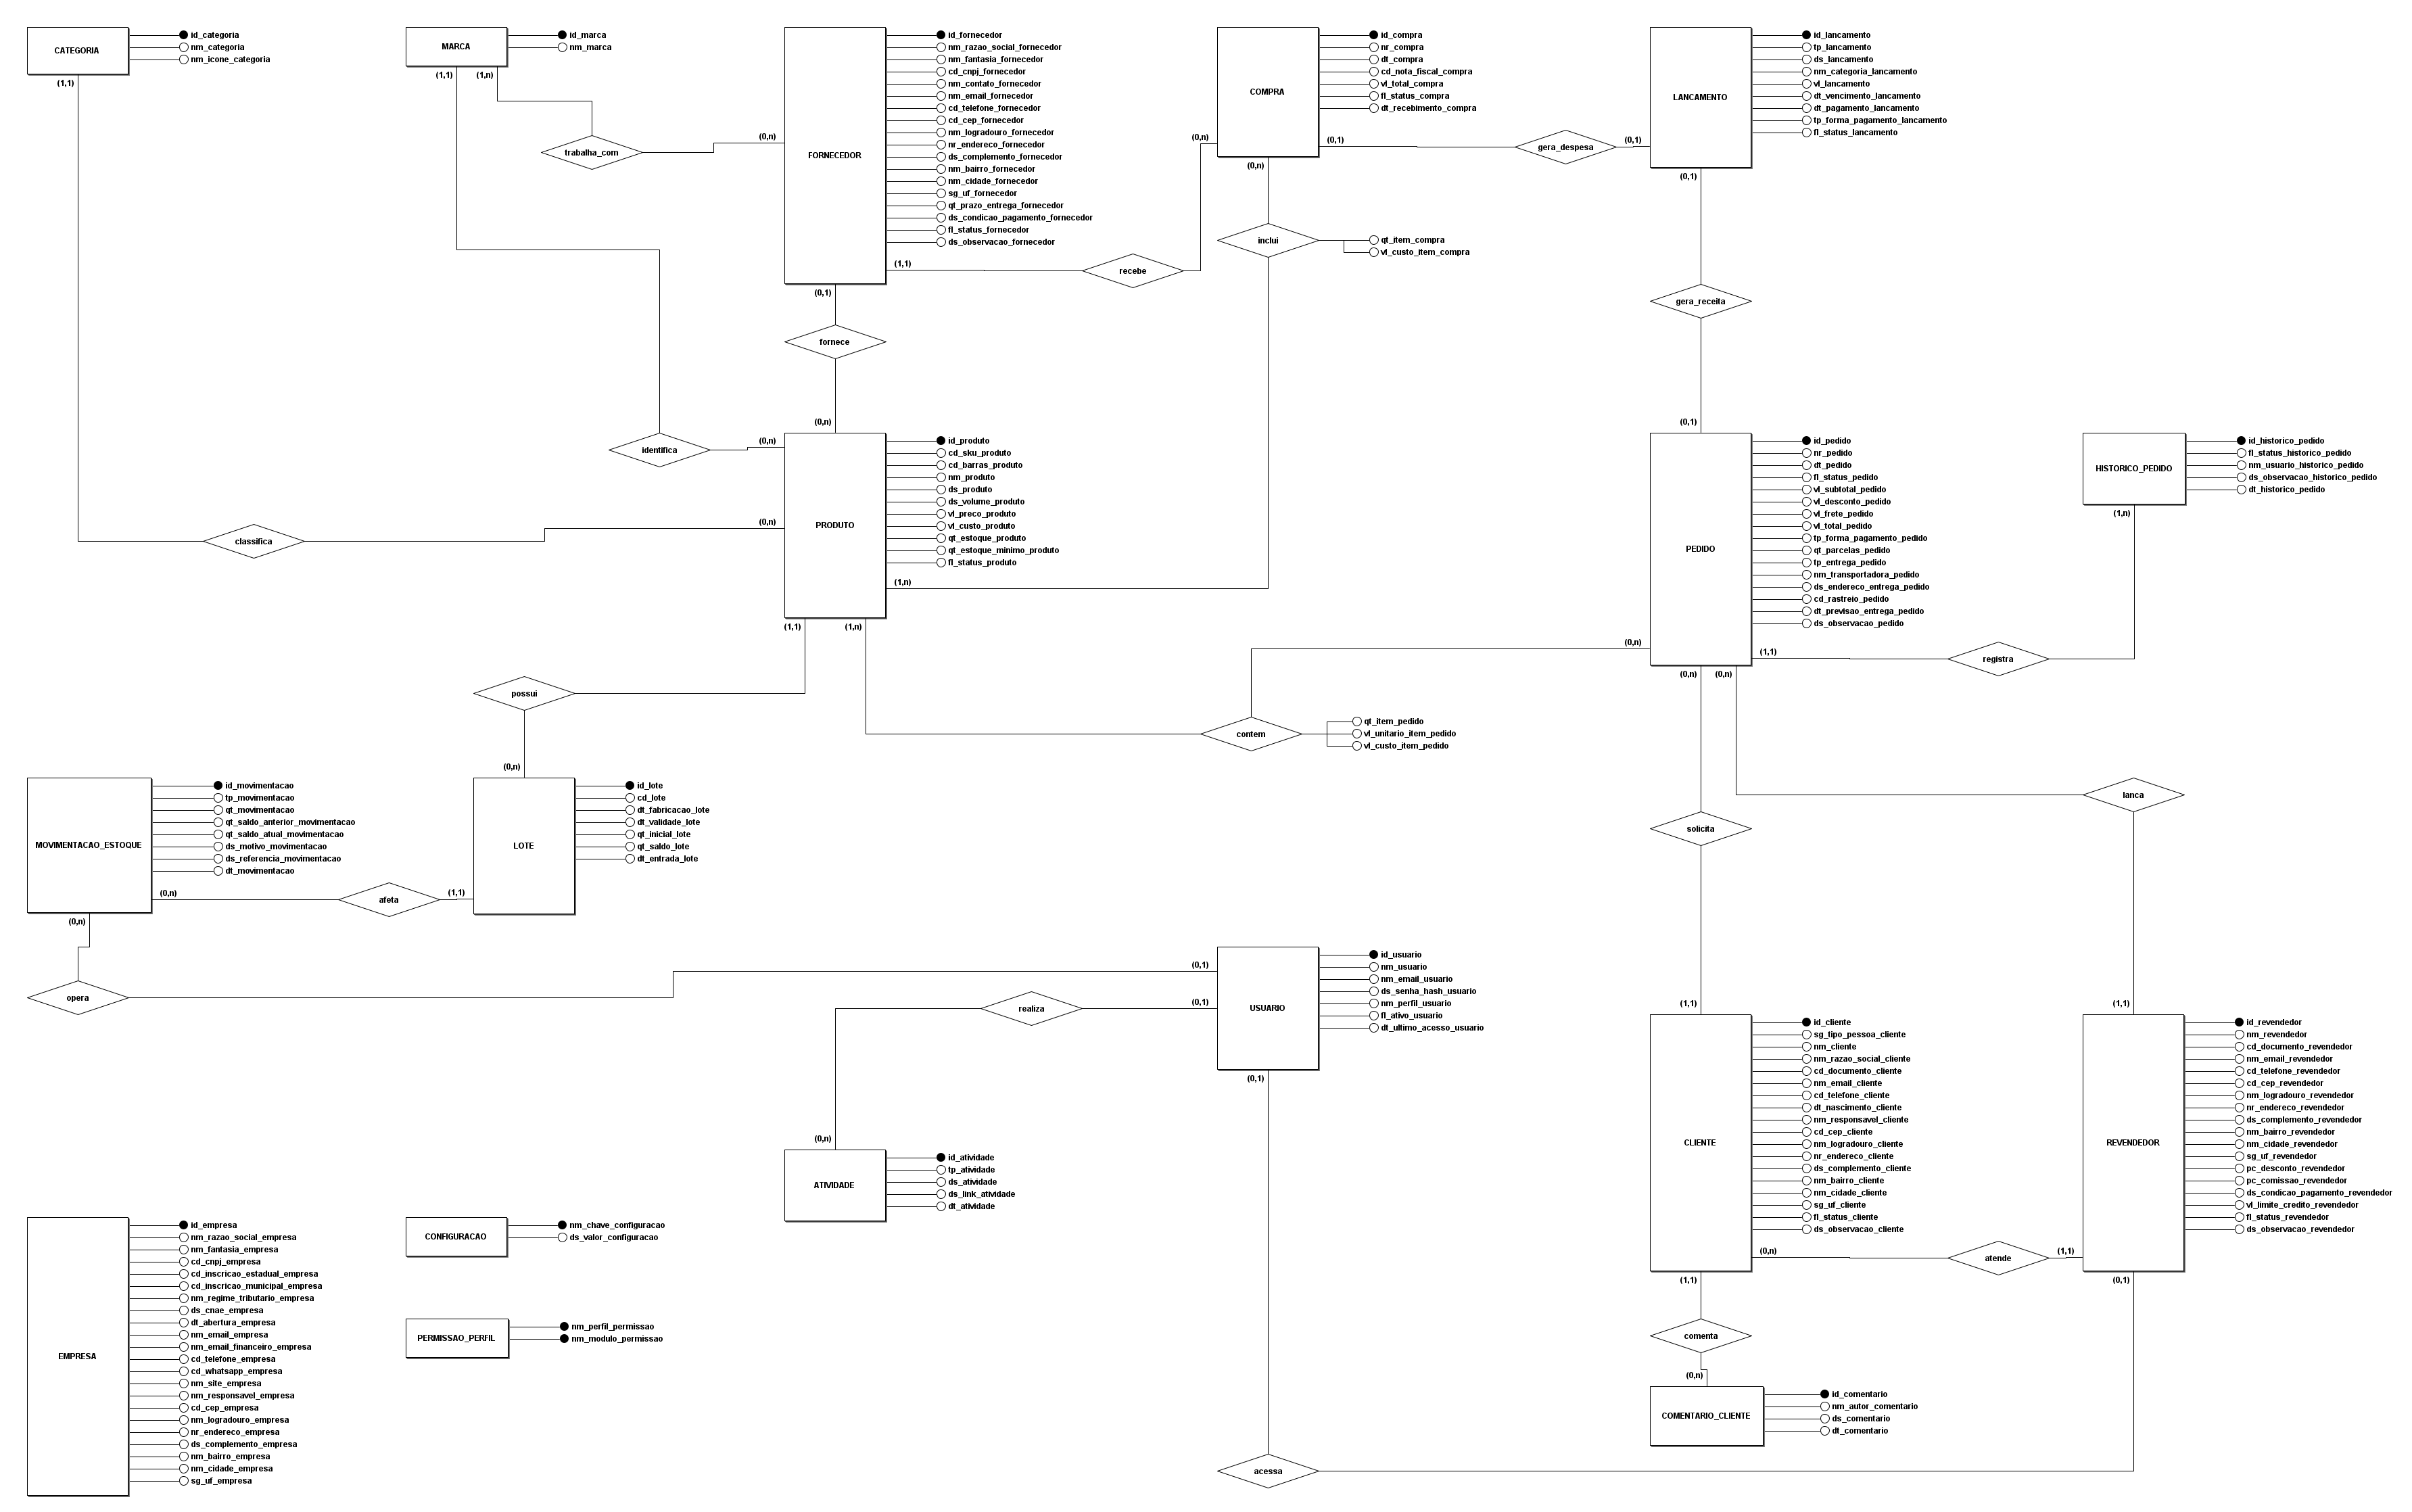 CATEGORIA
id_categoria
nm_categoria
nm_icone_categoria
(1,1)
MARCA
id_marca
nm_marca
(1,1)
(1,n)
trabalha_com
(0,n)
FORNECEDOR
id_fornecedor
nm_razao_social_fornecedor
nm_fantasia_fornecedor
cd_cnpj_fornecedor
nm_contato_fornecedor
nm_email_fornecedor
cd_telefone_fornecedor
cd_cep_fornecedor
nm_logradouro_fornecedor
nr_endereco_fornecedor
ds_complemento_fornecedor
nm_bairro_fornecedor
nm_cidade_fornecedor
sg_uf_fornecedor
qt_prazo_entrega_fornecedor
ds_condicao_pagamento_fornecedor
fl_status_fornecedor
ds_observacao_fornecedor
(1,1)
(0,1)
recebe
(0,n)
COMPRA
id_compra
nr_compra
dt_compra
cd_nota_fiscal_compra
vl_total_compra
fl_status_compra
dt_recebimento_compra
(0,1)
(0,n)
gera_despesa
(0,1)
LANCAMENTO
id_lancamento
tp_lancamento
ds_lancamento
nm_categoria_lancamento
vl_lancamento
dt_vencimento_lancamento
dt_pagamento_lancamento
tp_forma_pagamento_lancamento
fl_status_lancamento
(0,1)
inclui
qt_item_compra
vl_custo_item_compra
gera_receita
fornece
(0,n)
identifica
(0,n)
classifica
(0,n)
PRODUTO
id_produto
cd_sku_produto
cd_barras_produto
nm_produto
ds_produto
ds_volume_produto
vl_preco_produto
vl_custo_produto
qt_estoque_produto
qt_estoque_minimo_produto
fl_status_produto
(1,n)
(1,1)
(1,n)
(0,1)
PEDIDO
id_pedido
nr_pedido
dt_pedido
fl_status_pedido
vl_subtotal_pedido
vl_desconto_pedido
vl_frete_pedido
vl_total_pedido
tp_forma_pagamento_pedido
qt_parcelas_pedido
tp_entrega_pedido
nm_transportadora_pedido
ds_endereco_entrega_pedido
cd_rastreio_pedido
dt_previsao_entrega_pedido
ds_observacao_pedido
(0,n)
(1,1)
(0,n)
(0,n)
HISTORICO_PEDIDO
id_historico_pedido
fl_status_historico_pedido
nm_usuario_historico_pedido
ds_observacao_historico_pedido
dt_historico_pedido
(1,n)
registra
possui
(0,n)
contem
qt_item_pedido
vl_unitario_item_pedido
vl_custo_item_pedido
MOVIMENTACAO_ESTOQUE
id_movimentacao
tp_movimentacao
qt_movimentacao
qt_saldo_anterior_movimentacao
qt_saldo_atual_movimentacao
ds_motivo_movimentacao
ds_referencia_movimentacao
dt_movimentacao
(0,n)
(0,n)
afeta
(1,1)
LOTE
id_lote
cd_lote
dt_fabricacao_lote
dt_validade_lote
qt_inicial_lote
qt_saldo_lote
dt_entrada_lote
solicita
lanca
opera
(0,1)
realiza
(0,1)
USUARIO
id_usuario
nm_usuario
nm_email_usuario
ds_senha_hash_usuario
nm_perfil_usuario
fl_ativo_usuario
dt_ultimo_acesso_usuario
(0,1)
(0,n)
ATIVIDADE
id_atividade
tp_atividade
ds_atividade
ds_link_atividade
dt_atividade
(1,1)
CLIENTE
id_cliente
sg_tipo_pessoa_cliente
nm_cliente
nm_razao_social_cliente
cd_documento_cliente
nm_email_cliente
cd_telefone_cliente
dt_nascimento_cliente
nm_responsavel_cliente
cd_cep_cliente
nm_logradouro_cliente
nr_endereco_cliente
ds_complemento_cliente
nm_bairro_cliente
nm_cidade_cliente
sg_uf_cliente
fl_status_cliente
ds_observacao_cliente
(0,n)
(1,1)
atende
(1,1)
(1,1)
REVENDEDOR
id_revendedor
nm_revendedor
cd_documento_revendedor
nm_email_revendedor
cd_telefone_revendedor
cd_cep_revendedor
nm_logradouro_revendedor
nr_endereco_revendedor
ds_complemento_revendedor
nm_bairro_revendedor
nm_cidade_revendedor
sg_uf_revendedor
pc_desconto_revendedor
pc_comissao_revendedor
ds_condicao_pagamento_revendedor
vl_limite_credito_revendedor
fl_status_revendedor
ds_observacao_revendedor
(0,1)
EMPRESA
id_empresa
nm_razao_social_empresa
nm_fantasia_empresa
cd_cnpj_empresa
cd_inscricao_estadual_empresa
cd_inscricao_municipal_empresa
nm_regime_tributario_empresa
ds_cnae_empresa
dt_abertura_empresa
nm_email_empresa
nm_email_financeiro_empresa
cd_telefone_empresa
cd_whatsapp_empresa
nm_site_empresa
nm_responsavel_empresa
cd_cep_empresa
nm_logradouro_empresa
nr_endereco_empresa
ds_complemento_empresa
nm_bairro_empresa
nm_cidade_empresa
sg_uf_empresa
CONFIGURACAO
nm_chave_configuracao
ds_valor_configuracao
PERMISSAO_PERFIL
nm_perfil_permissao
nm_modulo_permissao
comenta
(0,n)
COMENTARIO_CLIENTE
id_comentario
nm_autor_comentario
ds_comentario
dt_comentario
acessa